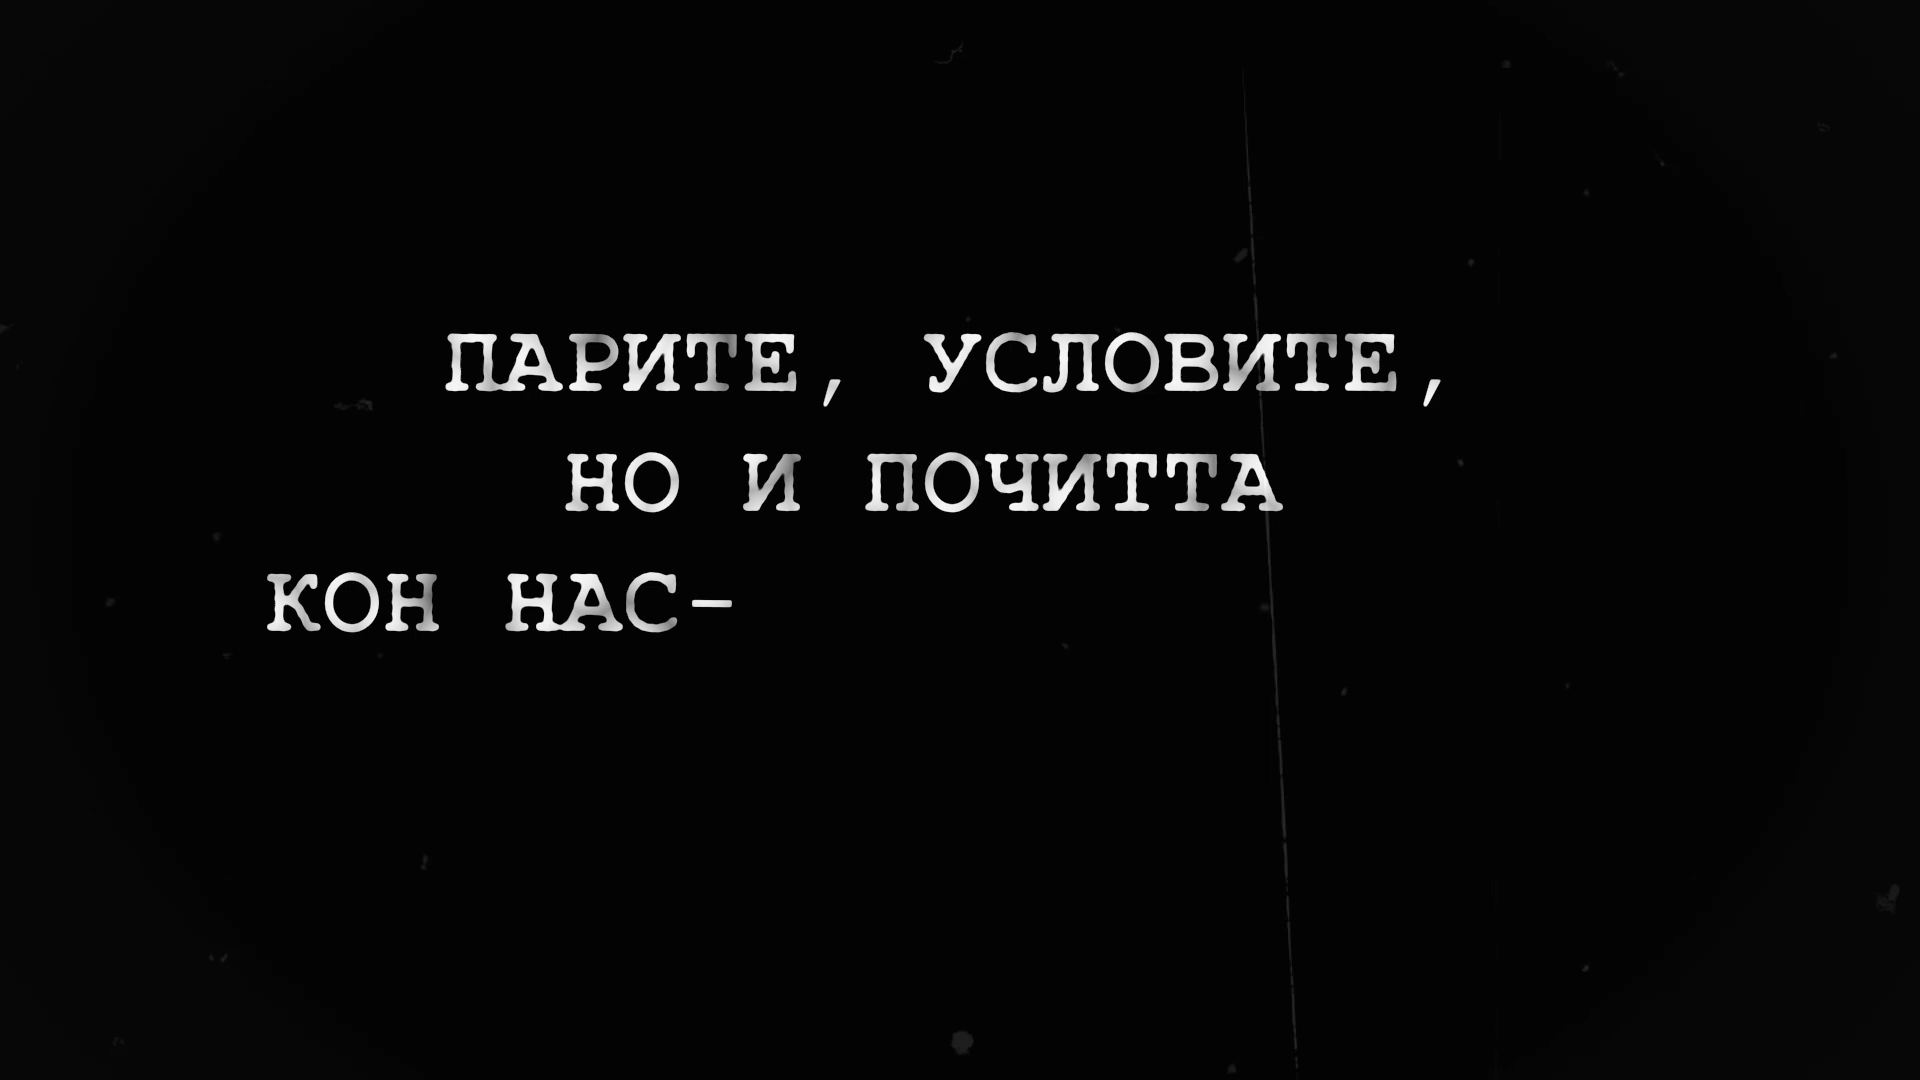 ПАРИТЕ, УСЛОВИТЕ,
НО И ПОЧИТТА
КОН НАС-